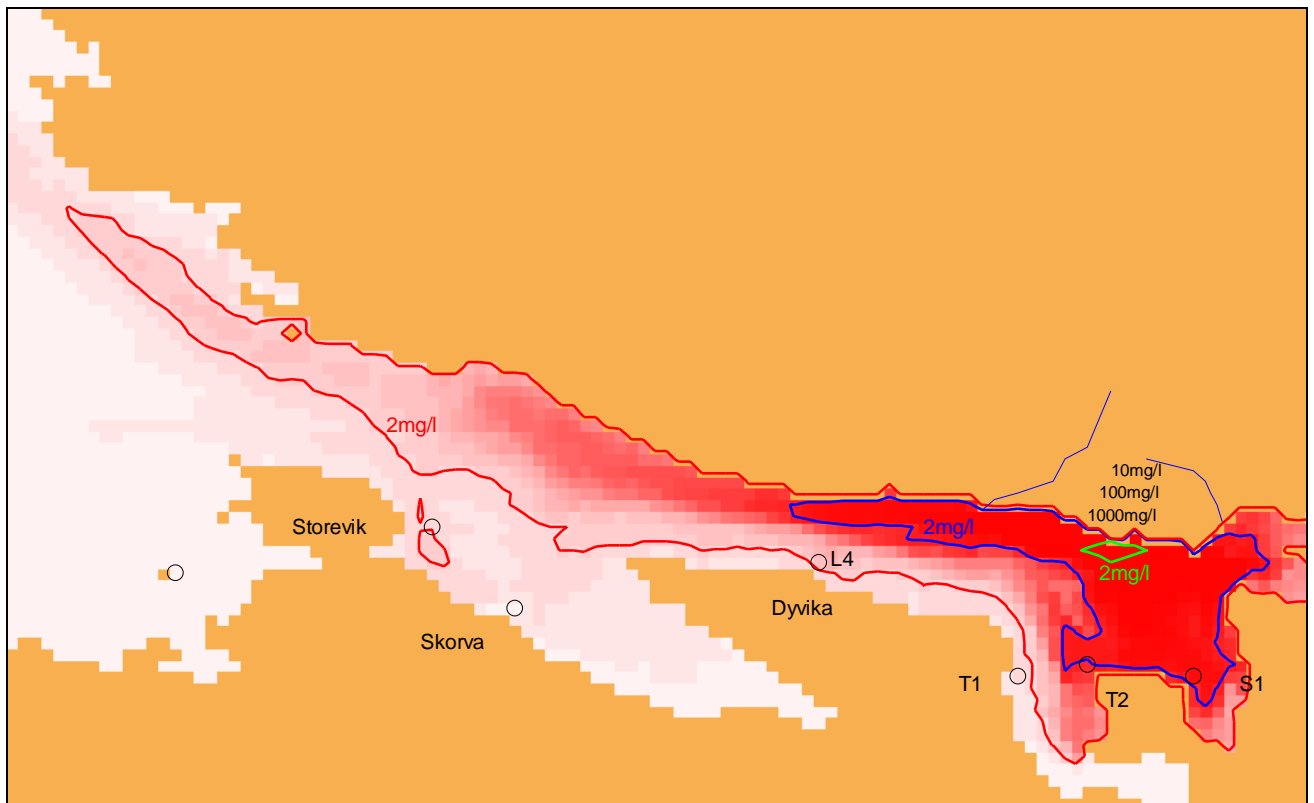 2mg/l
10mg/l
100mg/l
1000mg/l
Storevik
2mg/l
L4
2mg/l
Dyvika
Skorva
T1
S1
T2